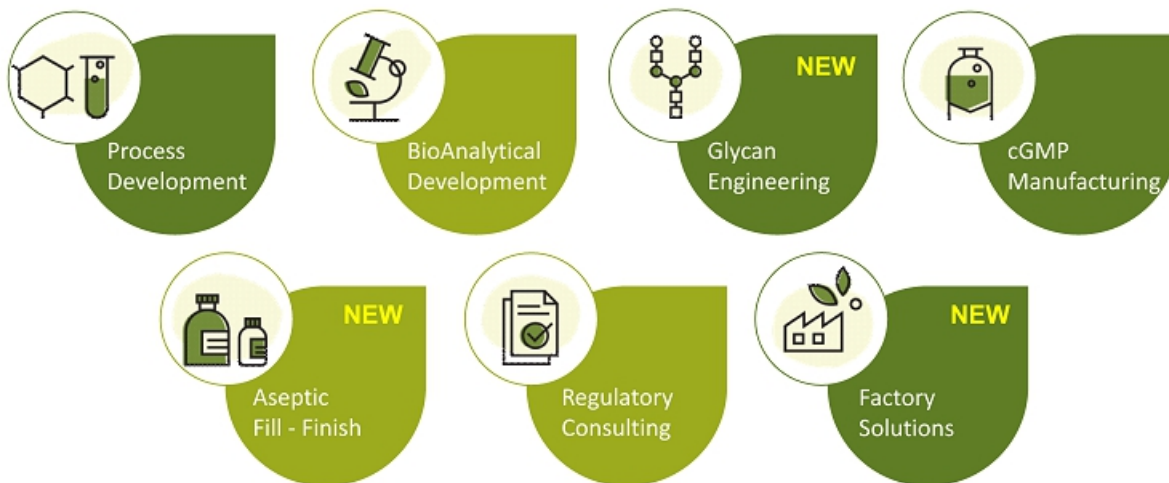 Process
Development
BioAnalytical
Development
NEW
Glycan
Engineering
cGMP
Manufacturing
NEW
Aseptic
Fill - Finish
Regulatory
Consulting
NEW
Factory
Solutions